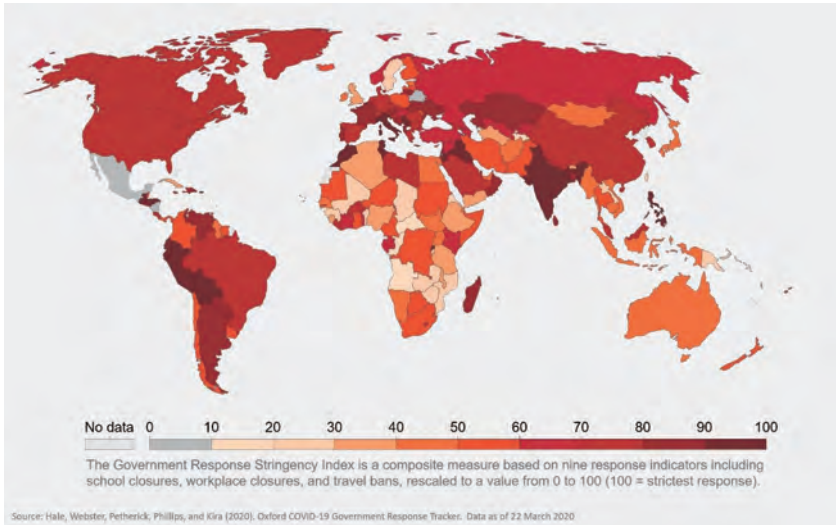 No data 0 10 20 30 40 50 60 70 80 90 100
The Government Response Stringency Index is a composite measure based on nine response indicators including
school closures, workplace closures, and travel bans, rescaled to a value from 0 to 100 (100 = strictest response).
Source: Hale, Webster, Petherick, Phillips, and Kira (2020). Oxford COVID-19 Government Response Tracker. Data as of 22 March 2020